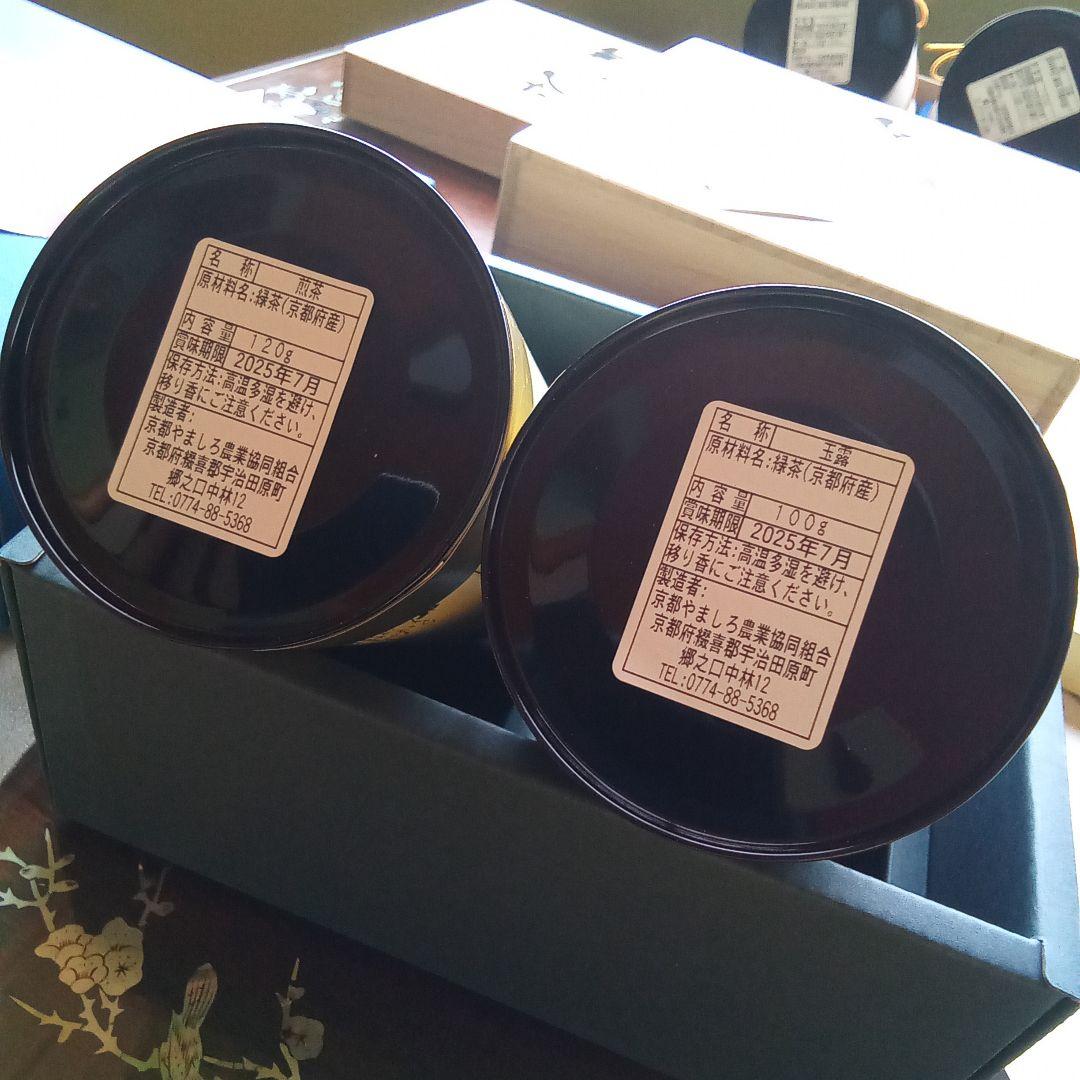 名 称 煎茶
原材料名:緑茶(京都府産)
内容量 120g
賞味期限 2025年7月
保存方法:高温多湿を避け、
移り香にご注意ください。
製造者:
京都やましろ農業協同組合
京都府綴喜郡宇治田原町
郷之口中林12
TEL:0774-88-5368
名 称 玉露
原材料名:緑茶(京都府産)
内容量 100g
賞味期限 2025年7月
保存方法:高温多湿を避け、
移り香にご注意ください。
製造者:
京都やましろ農業協同組合
京都府綴喜郡宇治田原町
郷之口中林12
TEL:0774-88-5368